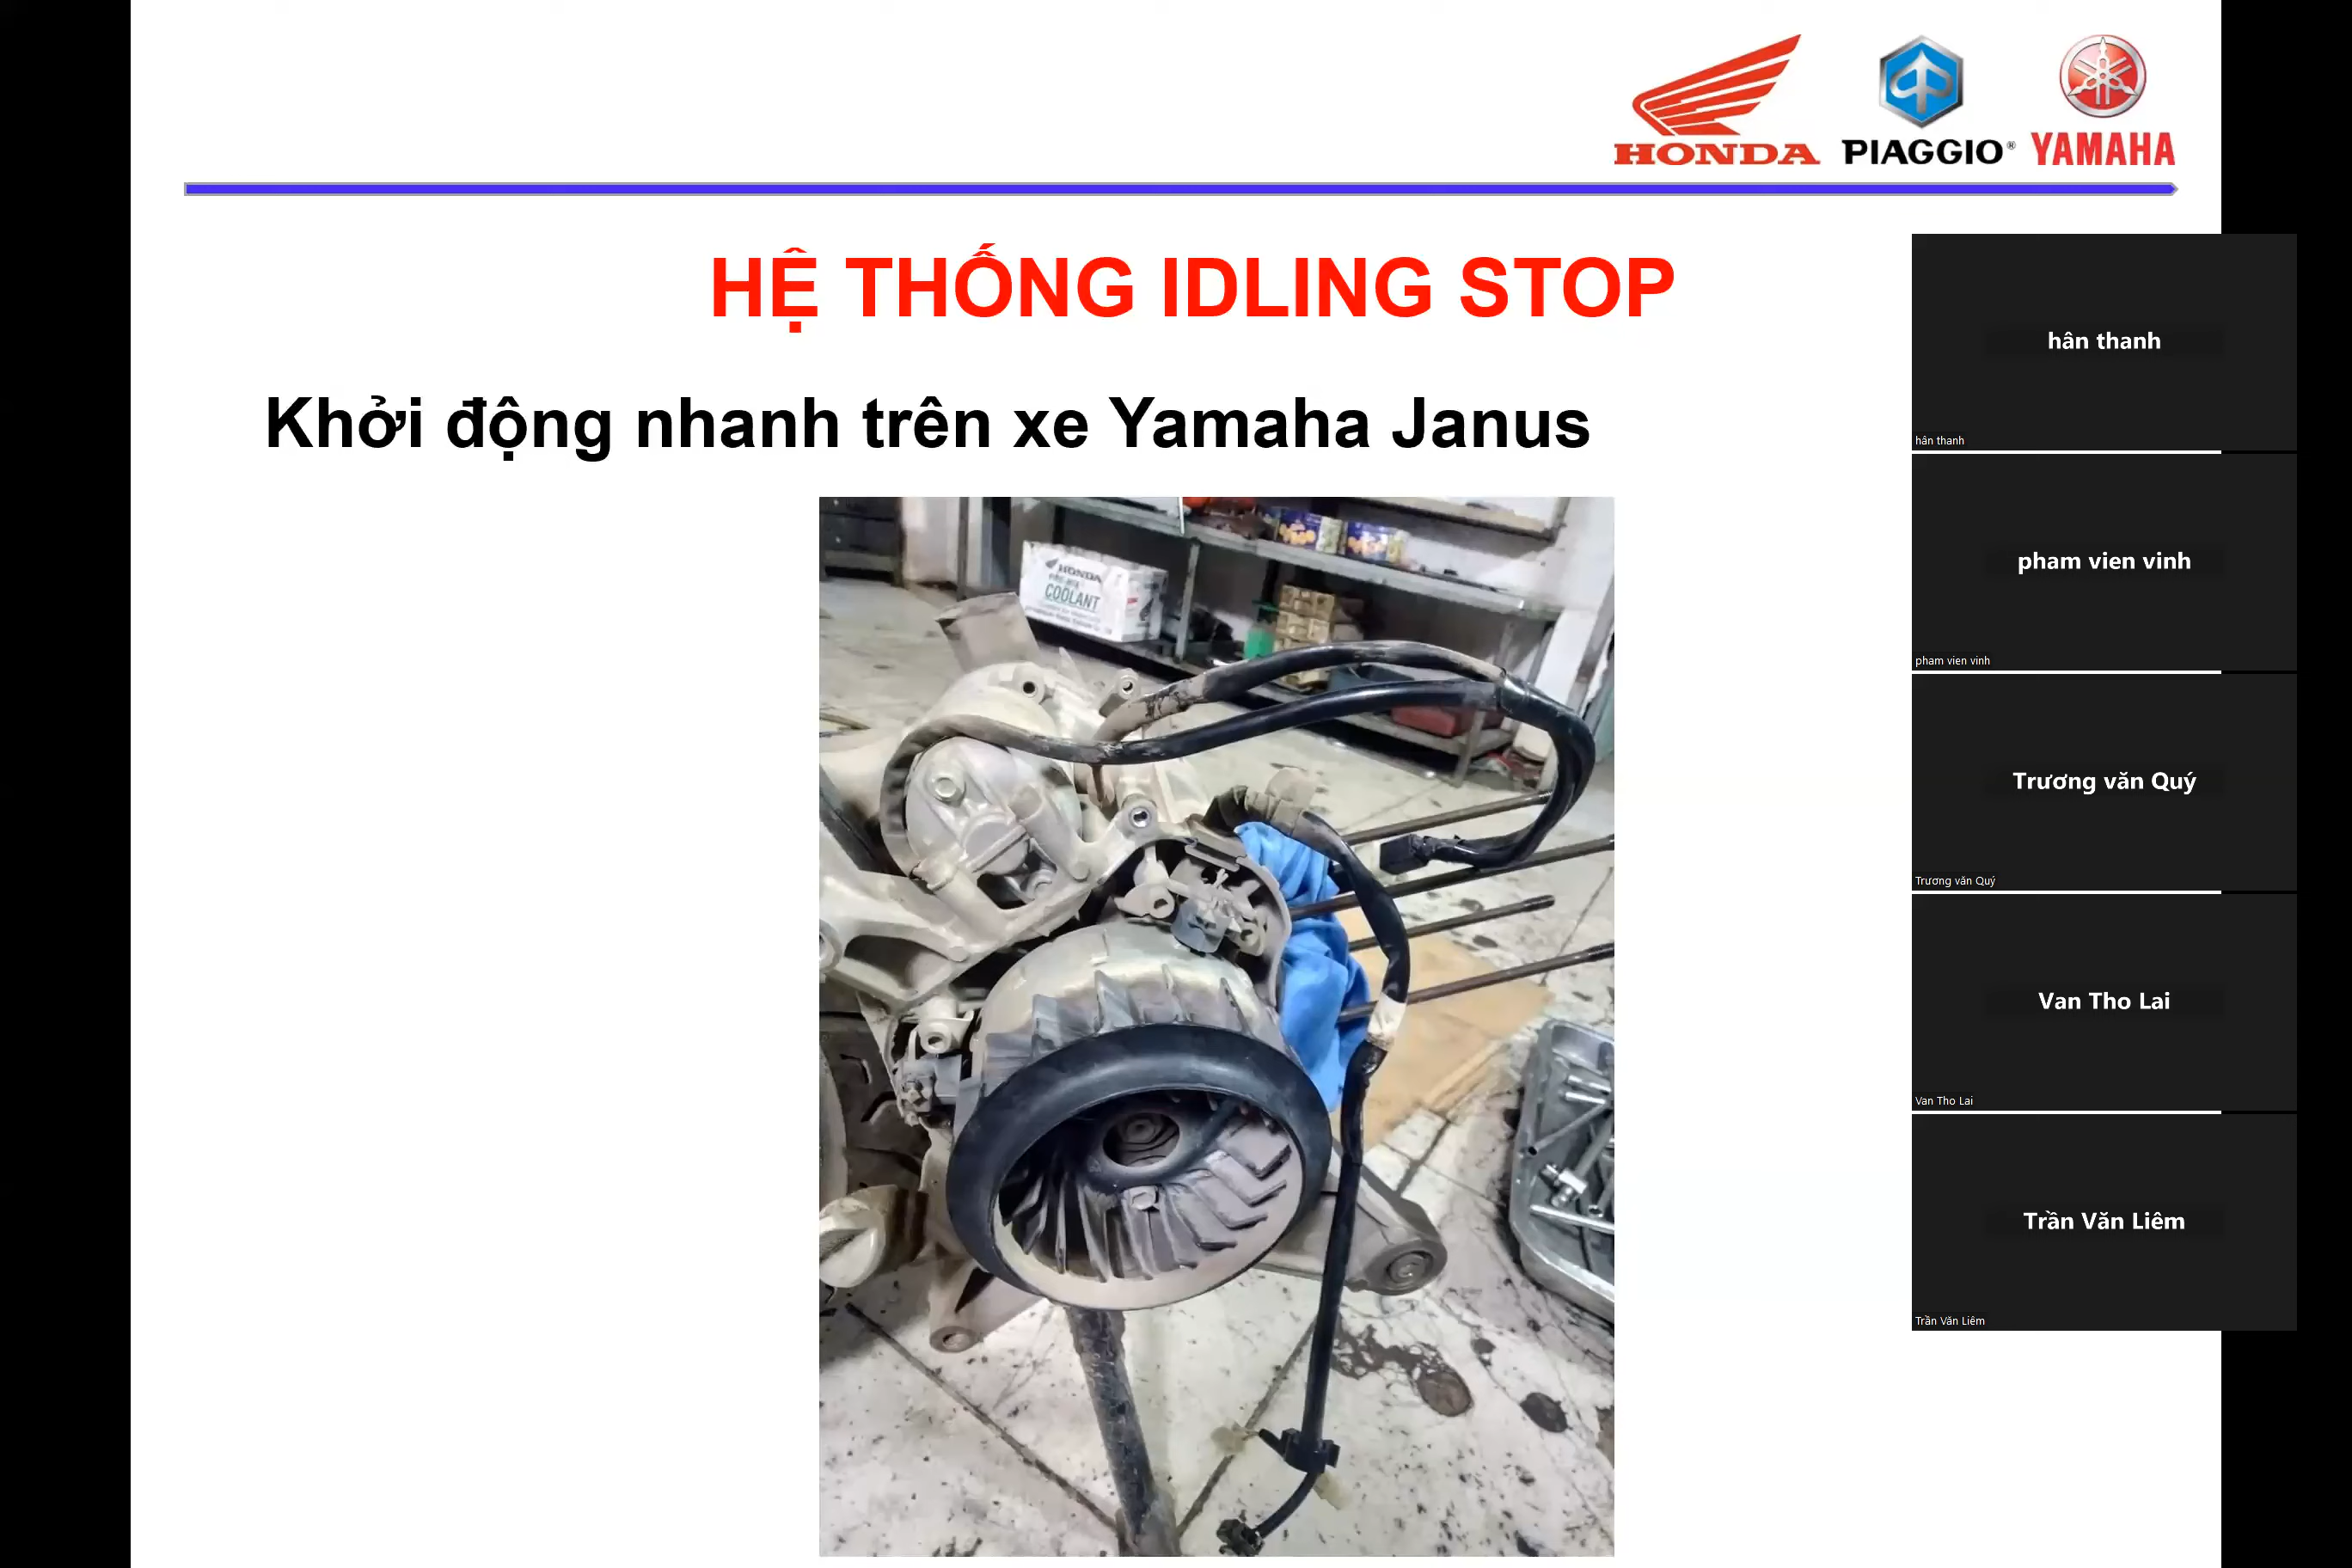 HONDA
PIAGGIO®
YAMAHA
HỆ THỐNG IDLING STOP
Khởi động nhanh trên xe Yamaha Janus
HONDA
COOLANT
hân thanh
hân thanh
pham vien vinh
pham vien vinh
Trương văn Quý
Trương văn Quý
Van Tho Lai
Van Tho Lai
Trần Văn Liêm
Trần Văn Liêm